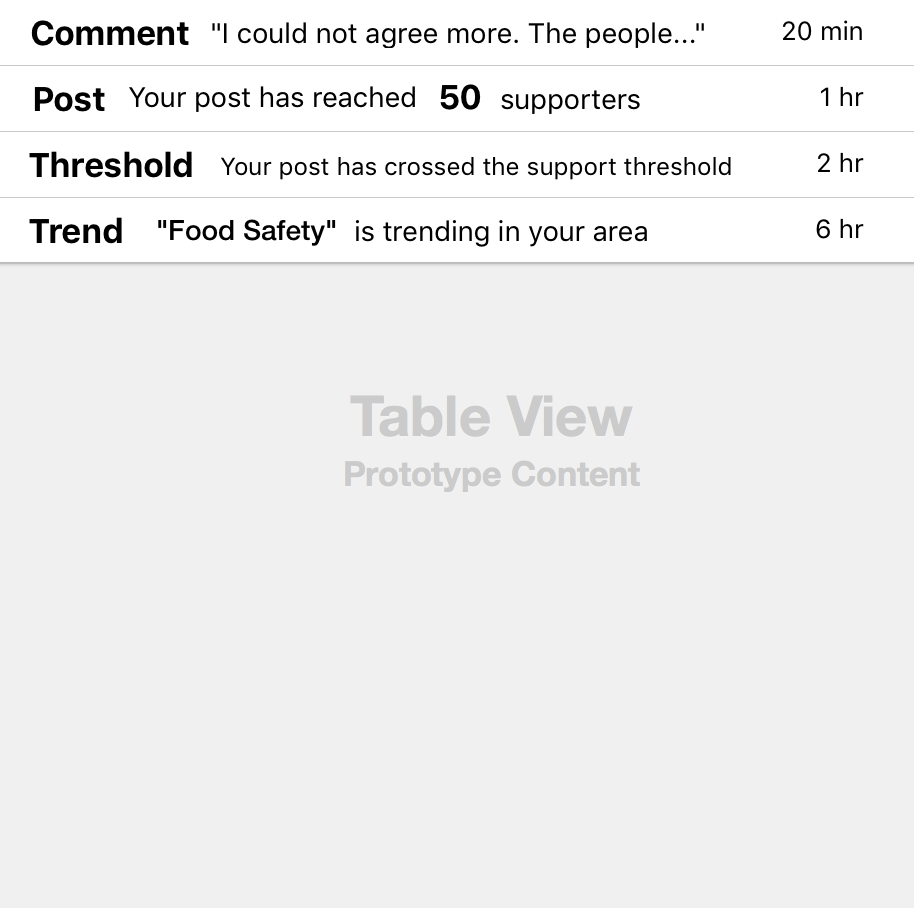 Comment "I could not agree more. The people..." 20 min
Post Your post has reached 50 supporters 1 hr
Threshold Your post has crossed the support threshold 2 hr
Trend "Food Safety" is trending in your area 6 hr
Table View
Prototype Content